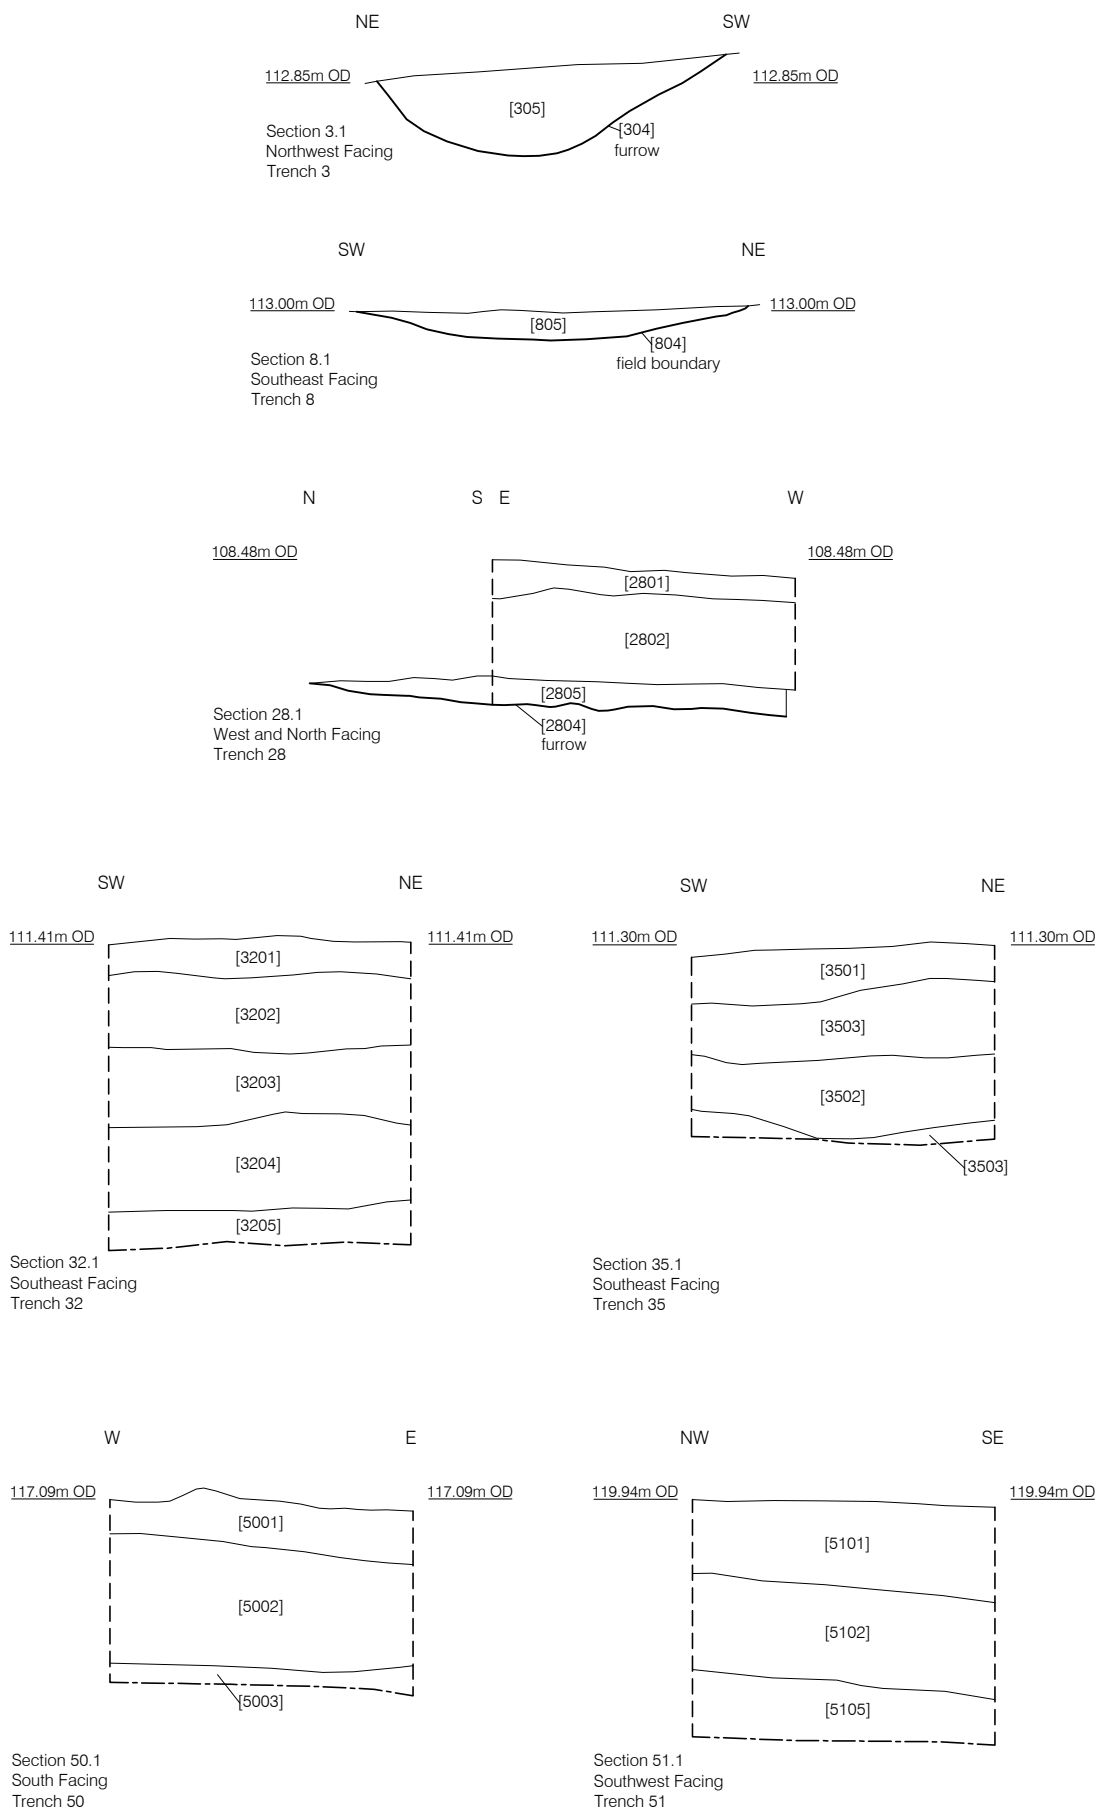 NE SW
112.85m OD 112.85m OD
[305]
[304]
furrow
Section 3.1
Northwest Facing
Trench 3
SW NE
113.00m OD 113.00m OD
[805]
[804]
field boundary
Section 8.1
Southeast Facing
Trench 8
N S E W
108.48m OD 108.48m OD
[2801]
[2802]
[2805]
[2804]
furrow
Section 28.1
West and North Facing
Trench 28
SW NE
111.41m OD 111.41m OD
[3201]
[3202]
[3203]
[3204]
[3205]
Section 32.1
Southeast Facing
Trench 32
SW NE
111.30m OD 111.30m OD
[3501]
[3503]
[3502]
[3503]
Section 35.1
Southeast Facing
Trench 35
W E
117.09m OD 117.09m OD
[5001]
[5002]
[5003]
Section 50.1
South Facing
Trench 50
NW SE
119.94m OD 119.94m OD
[5101]
[5102]
[5105]
Section 51.1
Southwest Facing
Trench 51